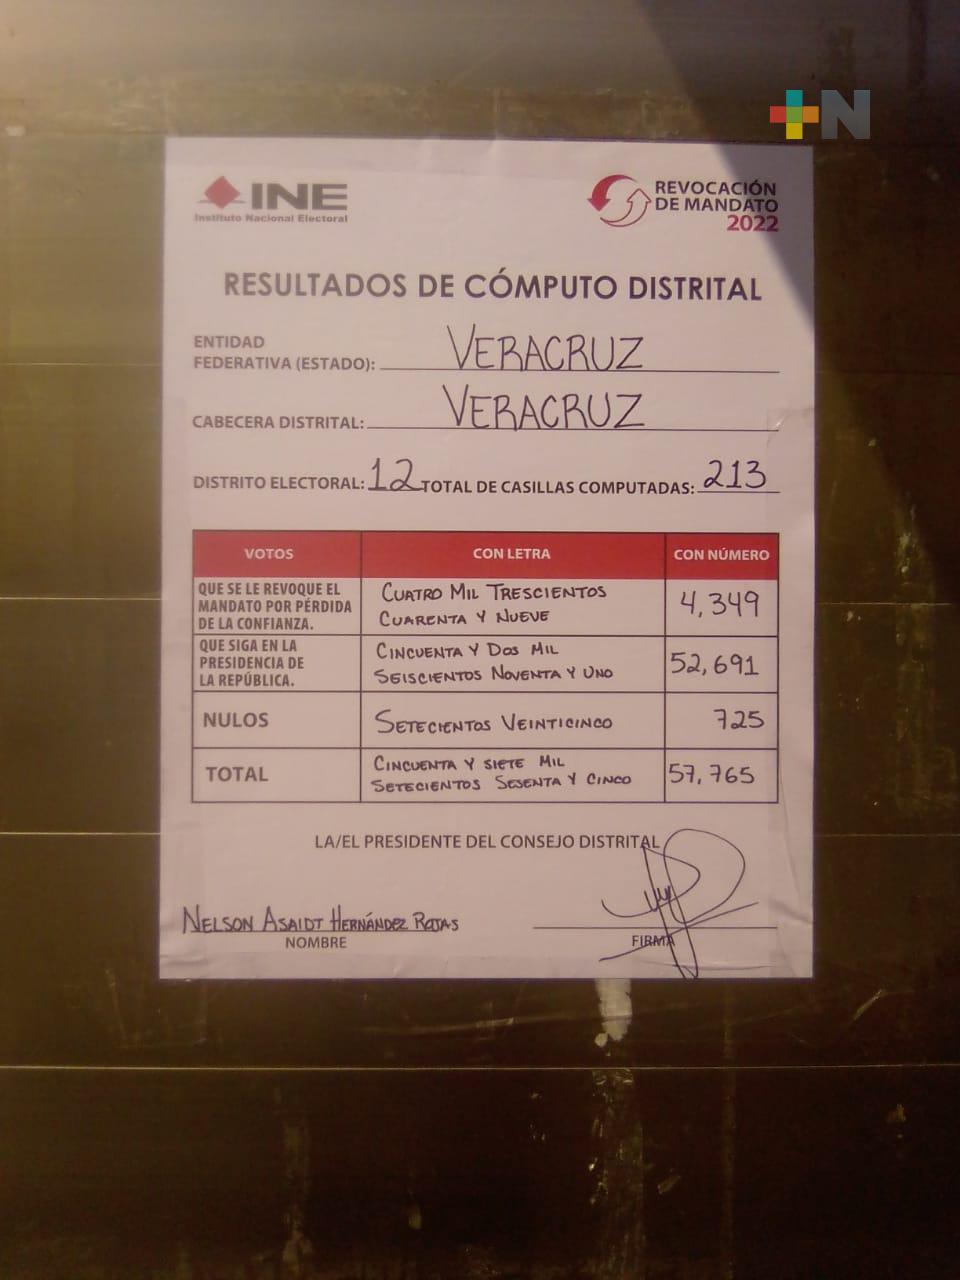 +N
INE
Instituto Nacional Electoral
REVOCACIÓN
DE MANDATO
2022
RESULTADOS DE CÓMPUTO DISTRITAL
ENTIDAD
FEDERATIVA (ESTADO): VERACRUZ
CABECERA DISTRITAL: VERACRUZ
DISTRITO ELECTORAL: 12 TOTAL DE CASILLAS COMPUTADAS: 213
VOTOS CON LETRA CON NÚMERO
QUE SE LE REVOQUE EL
MANDATO POR PÉRDIDA
DE LA CONFIANZA.
CUATRO MIL TRESCIENTOS
CUARENTA Y NUEVE
4,349
QUE SIGA EN LA
PRESIDENCIA DE
LA REPÚBLICA.
CINCUENTA Y DOS MIL
SEISCIENTOS NOVENTA Y UNO
52,691
NULOS SETECIENTOS VEINTICINCO 725
TOTAL
CINCUENTA Y SIETE MIL
SETECIENTOS SESENTA Y CINCO
57,765
LA/EL PRESIDENTE DEL CONSEJO DISTRITAL
NELSON ASAIDT HERNÁNDEZ ROJAS
NOMBRE FIRMA